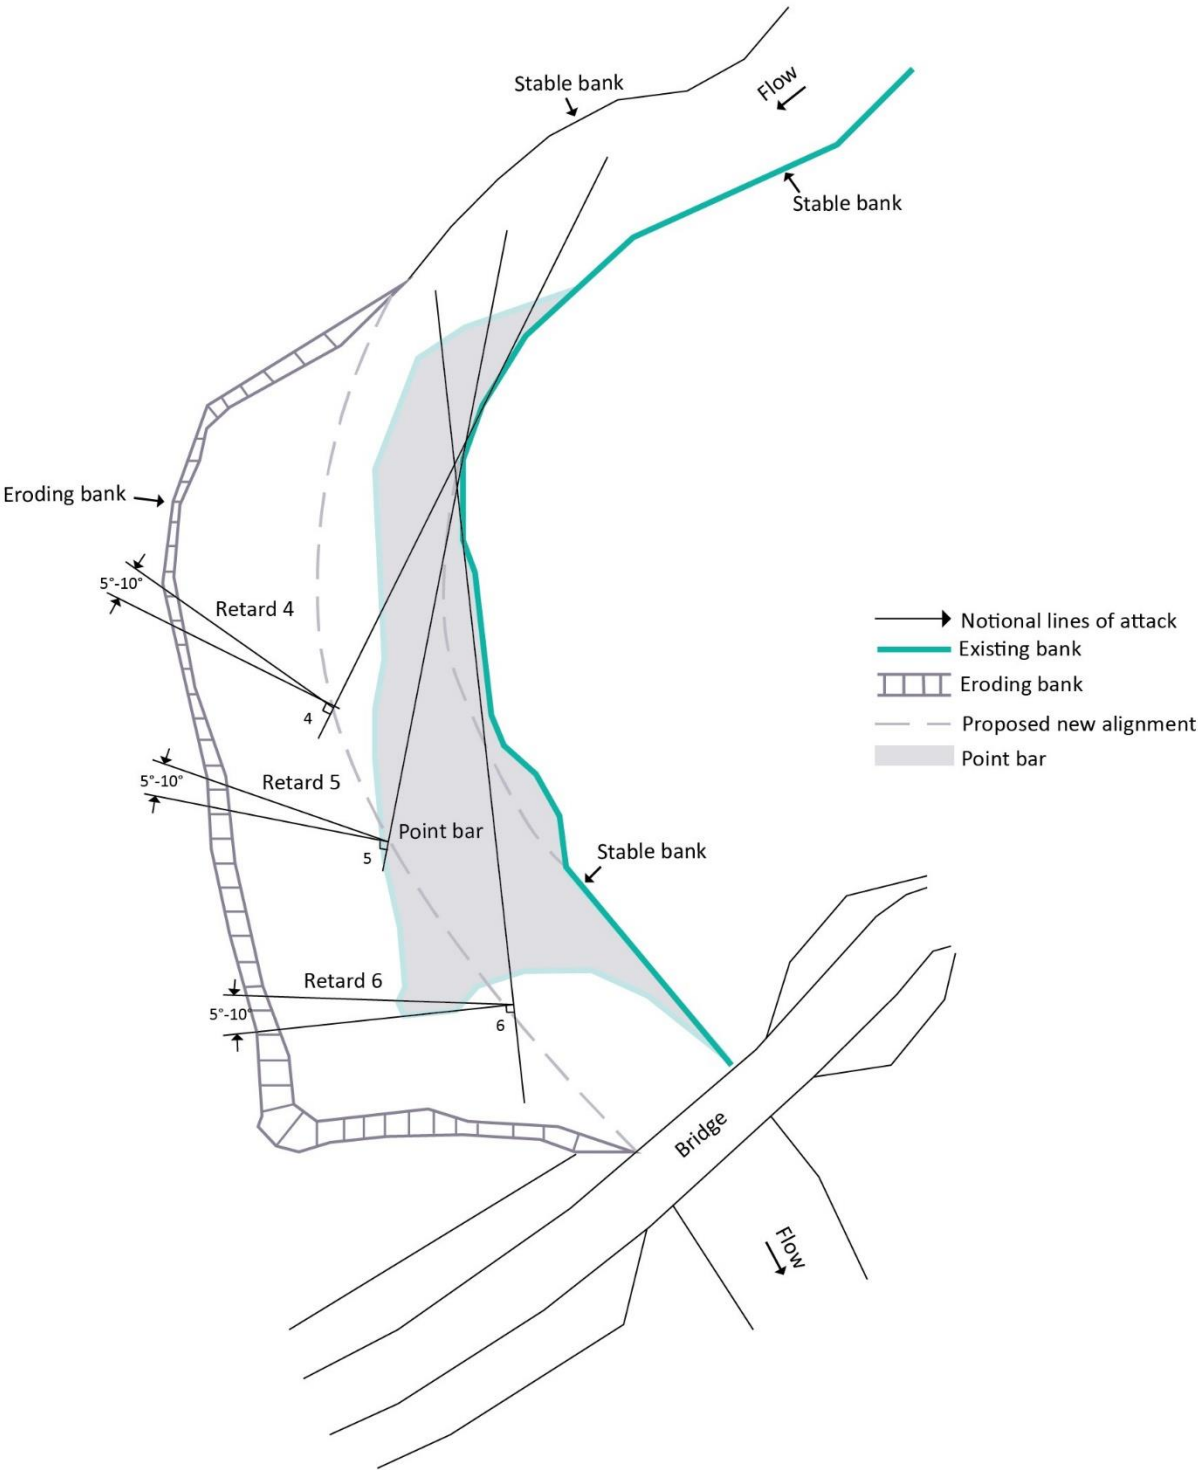 Stable bank
Flow
Stable bank
Eroding bank
5°-10°
Retard 4
4
5°-10°
Retard 5
Point bar
5
Stable bank
Retard 6
5°-10°
6
Bridge
Flow
Notional lines of attack
Existing bank
Eroding bank
Proposed new alignment
Point bar